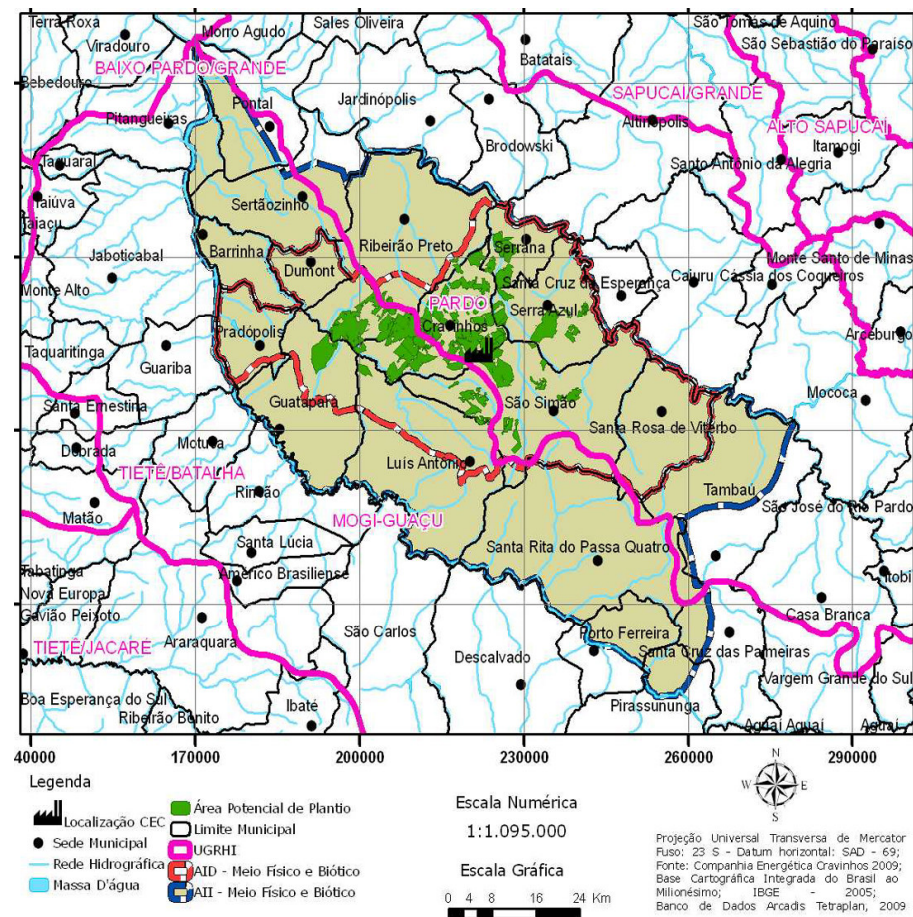 Terra Roxa
Morro Agudo
Sales Oliveira
São Tomás de Aquino
Viradouro
Batatais
São Sebastião do Paraíso
BAIXO PARDO/GRANDE
Bebedouro
Pontal
Jardinópolis
SAPUCAÍ/GRANDE
Pitangueiras
Altinópolis
ALTO SAPUCAÍ
Brodowski
Itamogi
Taquaral
Santo Antônio da Alegria
Taiúva
Sertãozinho
Taiaçu
Ribeirão Preto
Serrana
Barrinha
Jaboticabal
Dumont
Monte Santo de Minas
Monte Alto
Santa Cruz da Esperança
Cajuru
Cássia dos Coqueiros
PARDO
Serra Azul
Cravinhos
Arceburgo
Pradópolis
Taquaritinga
Guariba
Mococa
Guatapará
São Simão
Santa Ernestina
Santa Rosa de Viterbo
Dobrada
Motuca
Luís Antônio
TIETÊ/BATALHA
Rincão
Tambaú
Matão
MOGI-GUAÇU
São José do Rio Pardo
Santa Lúcia
Santa Rita do Passa Quatro
Tabatinga
Américo Brasiliense
Itobi
Nova Europa
Casa Branca
Gavião Peixoto
São Carlos
Porto Ferreira
Araraquara
TIETÊ/JACARÉ
Descalvado
Santa Cruz das Palmeiras
Vargem Grande do Sul
Boa Esperança do Sul
Ibaté
Pirassununga
Ribeirão Bonito
Aguaí Aguaí
Aguaí
40000 170000 200000 230000 260000 290000
Legenda
Localização CEC
Sede Municipal
Rede Hidrográfica
Massa D'água
Área Potencial de Plantio
Limite Municipal
UGRHI
AID - Meio Físico e Biótico
AII - Meio Físico e Biótico
Escala Numérica
1:1.095.000
Escala Gráfica
0 4 8 16 24 Km
N
W E
S
Projeção Universal Transversa de Mercator
Fuso: 23 S - Datum horizontal: SAD - 69;
Fonte: Companhia Energética Cravinhos 2009;
Base Cartográfica Integrada do Brasil ao
Milionésimo; IBGE - 2005;
Banco de Dados Arcadis Tetraplan, 2009